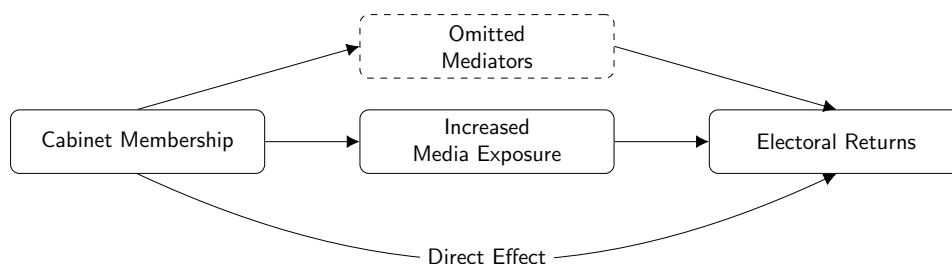 Omitted
Mediators
Cabinet Membership
Increased
Media Exposure
Electoral Returns
Direct Effect